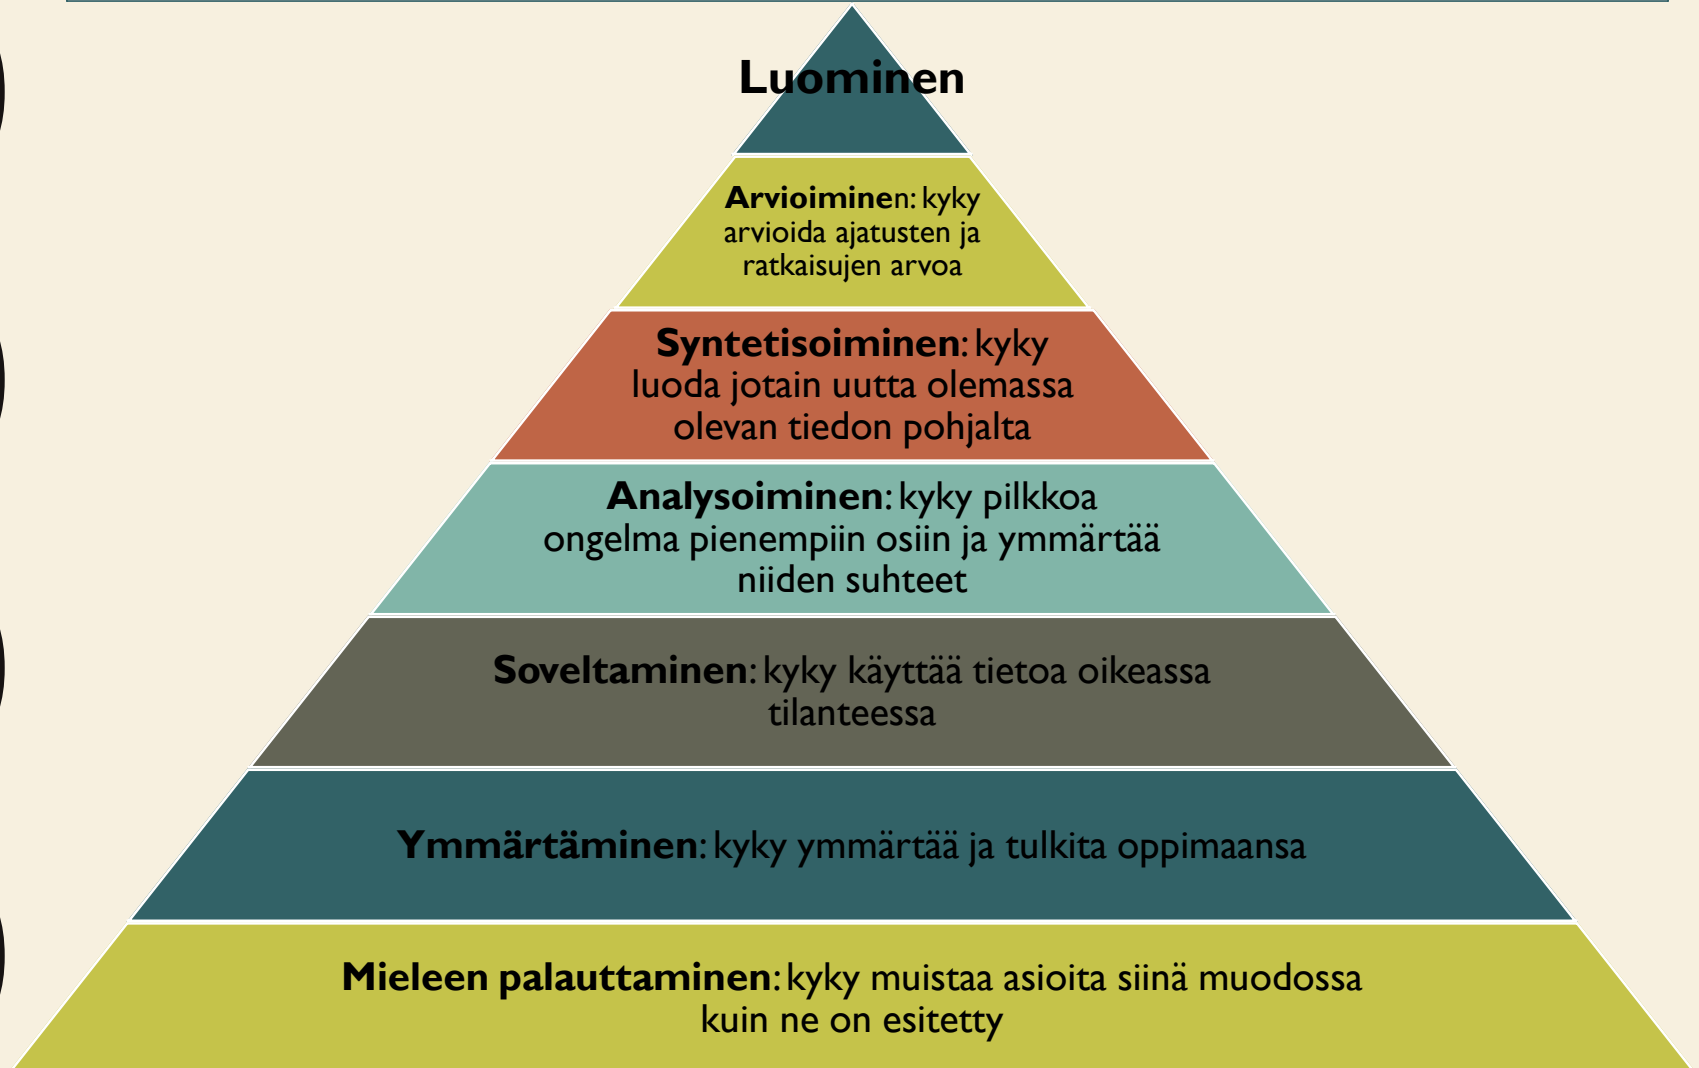 Luominen
Arvioiminen: kyky
arvioida ajatusten ja
ratkaisujen arvoa
Syntetisoiminen: kyky
luoda jotain uutta olemassa
olevan tiedon pohjalta
Analysoiminen: kyky pilkkoa
ongelma pienempiin osiin ja ymmärtää
niiden suhteet
Soveltaminen: kyky käyttää tietoa oikeassa
tilanteessa
Ymmärtäminen: kyky ymmärtää ja tulkita oppimaansa
Mieleen palauttaminen: kyky muistaa asioita siinä muodossa
kuin ne on esitetty